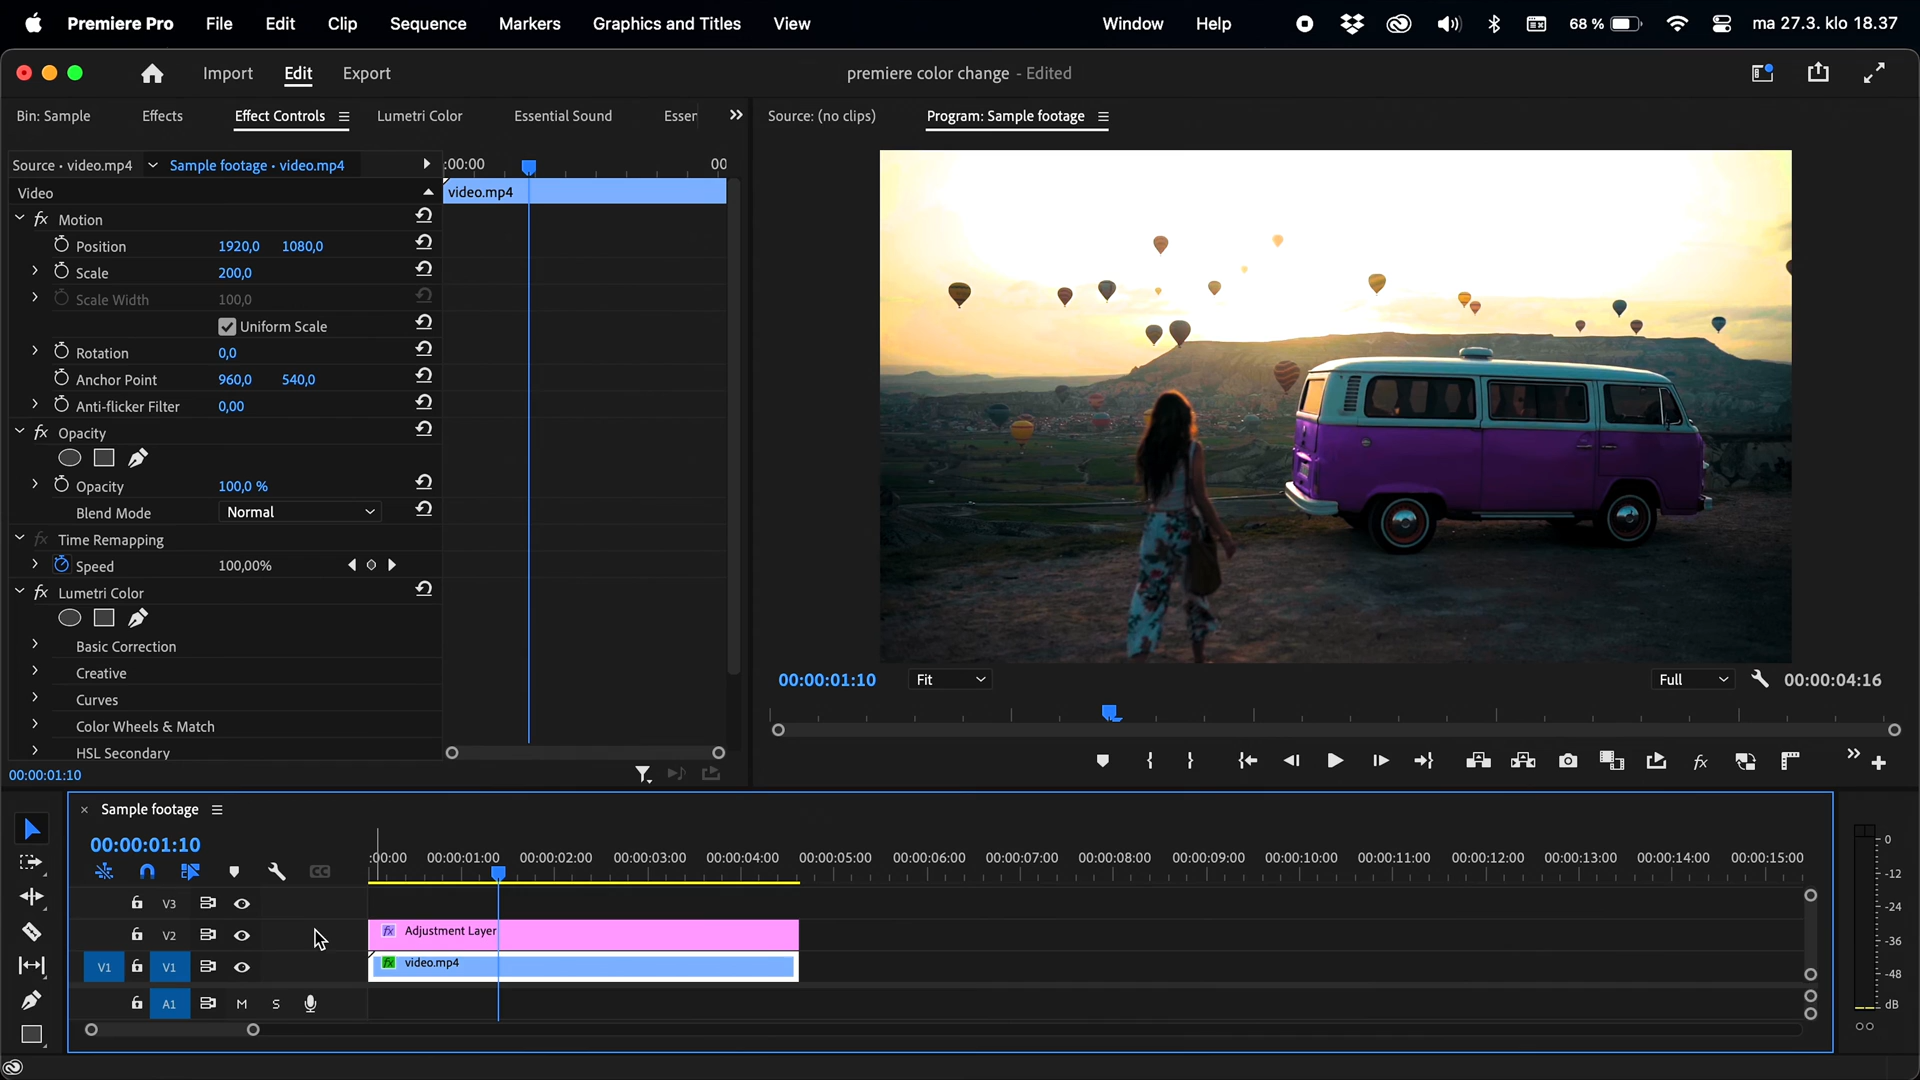 Premiere Pro File Edit Clip Sequence Markers Graphics and Titles View Window Help 68 % ma 27.3. klo 18.37
Import Edit Export premiere color change - Edited
Bin: Sample Effects Effect Controls Lumetri Color Essential Sound Esser Source: (no clips) Program: Sample footage
Source • video.mp4 Sample footage • video.mp4 :00:00 00
Video video.mp4
fx Motion
Position 1920,0 1080,0
Scale 200,0
Scale Width 100,0
Uniform Scale
Rotation 0,0
Anchor Point 960,0 540,0
Anti-flicker Filter 0,00
fx Opacity
Opacity 100,0 %
Blend Mode Normal
fx Time Remapping
Speed 100,00%
fx Lumetri Color
Basic Correction
Creative
Curves
Color Wheels & Match
HSL Secondary
00:00:01:10
00:00:01:10 Fit Full 00:00:04:16
fx
× Sample footage
00:00:01:10
:00:00 00:00:01:00 00:00:02:00 00:00:03:00 00:00:04:00 00:00:05:00 00:00:06:00 00:00:07:00 00:00:08:00 00:00:09:00 00:00:10:00 00:00:11:00 00:00:12:00 00:00:13:00 00:00:14:00 00:00:15:00
CC
V3
V2 fx Adjustment Layer
V1 V1 fx video.mp4
A1 M S
0
-12
-24
-36
-48
dB